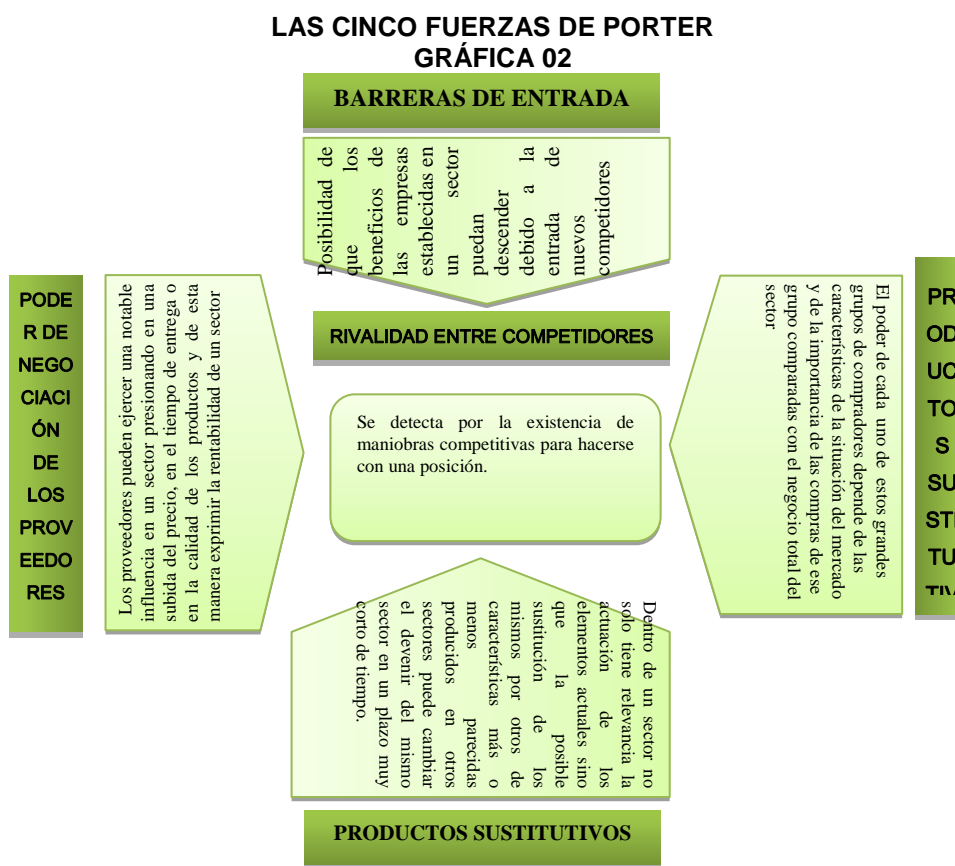 LAS CINCO FUERZAS DE PORTER
GRÁFICA 02
BARRERAS DE ENTRADA
Posibilidad de
que los
beneficios de
las empresas
establecidas en
un sector
puedan
descender
debido a la
entrada de
nuevos
competidores
PODE
R DE
NEGO
CIACI
ÓN
DE
LOS
PROV
EEDO
RES
Los proveedores pueden ejercer una notable
influencia en un sector presionando en una
subida del precio, en el tiempo de entrega o
en la calidad de los productos y de esta
manera exprimir la rentabilidad de un sector
RIVALIDAD ENTRE COMPETIDORES
Se detecta por la existencia de
maniobras competitivas para hacerse
con una posición.
El poder de cada uno de estos grandes
grupos de compradores depende de las
características de la situación del mercado
y de la importancia de las compras de ese
grupo comparadas con el negocio total del
sector
PR
OD
UC
TO
S
SU
STI
TU
TIV
Dentro de un sector no
solo tiene relevancia la
actuación de los
elementos actuales sino
que la posible
sustitución de los
mismos por otros de
características más o
menos parecidas
producidos en otros
sectores puede cambiar
el devenir del mismo
sector en un plazo muy
corto de tiempo.
PRODUCTOS SUSTITUTIVOS